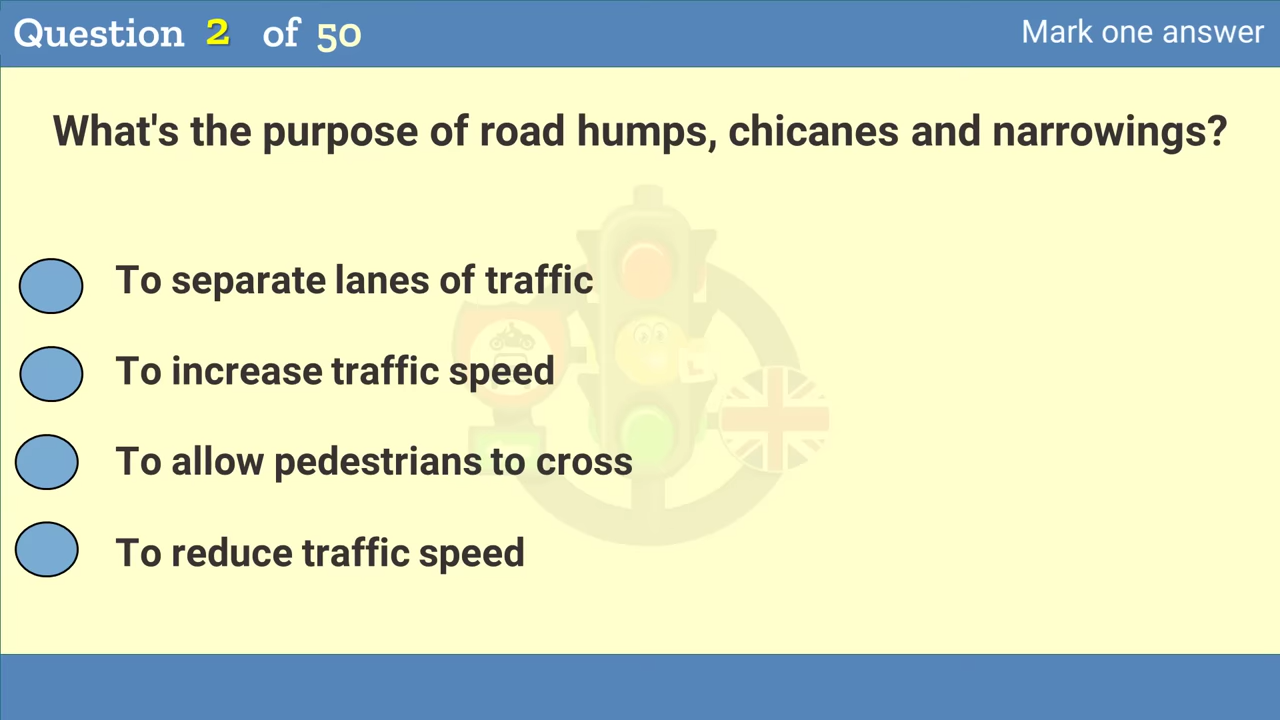 Question 2 of 50
Mark one answer
What's the purpose of road humps, chicanes and narrowings?
To separate lanes of traffic
To increase traffic speed
To allow pedestrians to cross
To reduce traffic speed